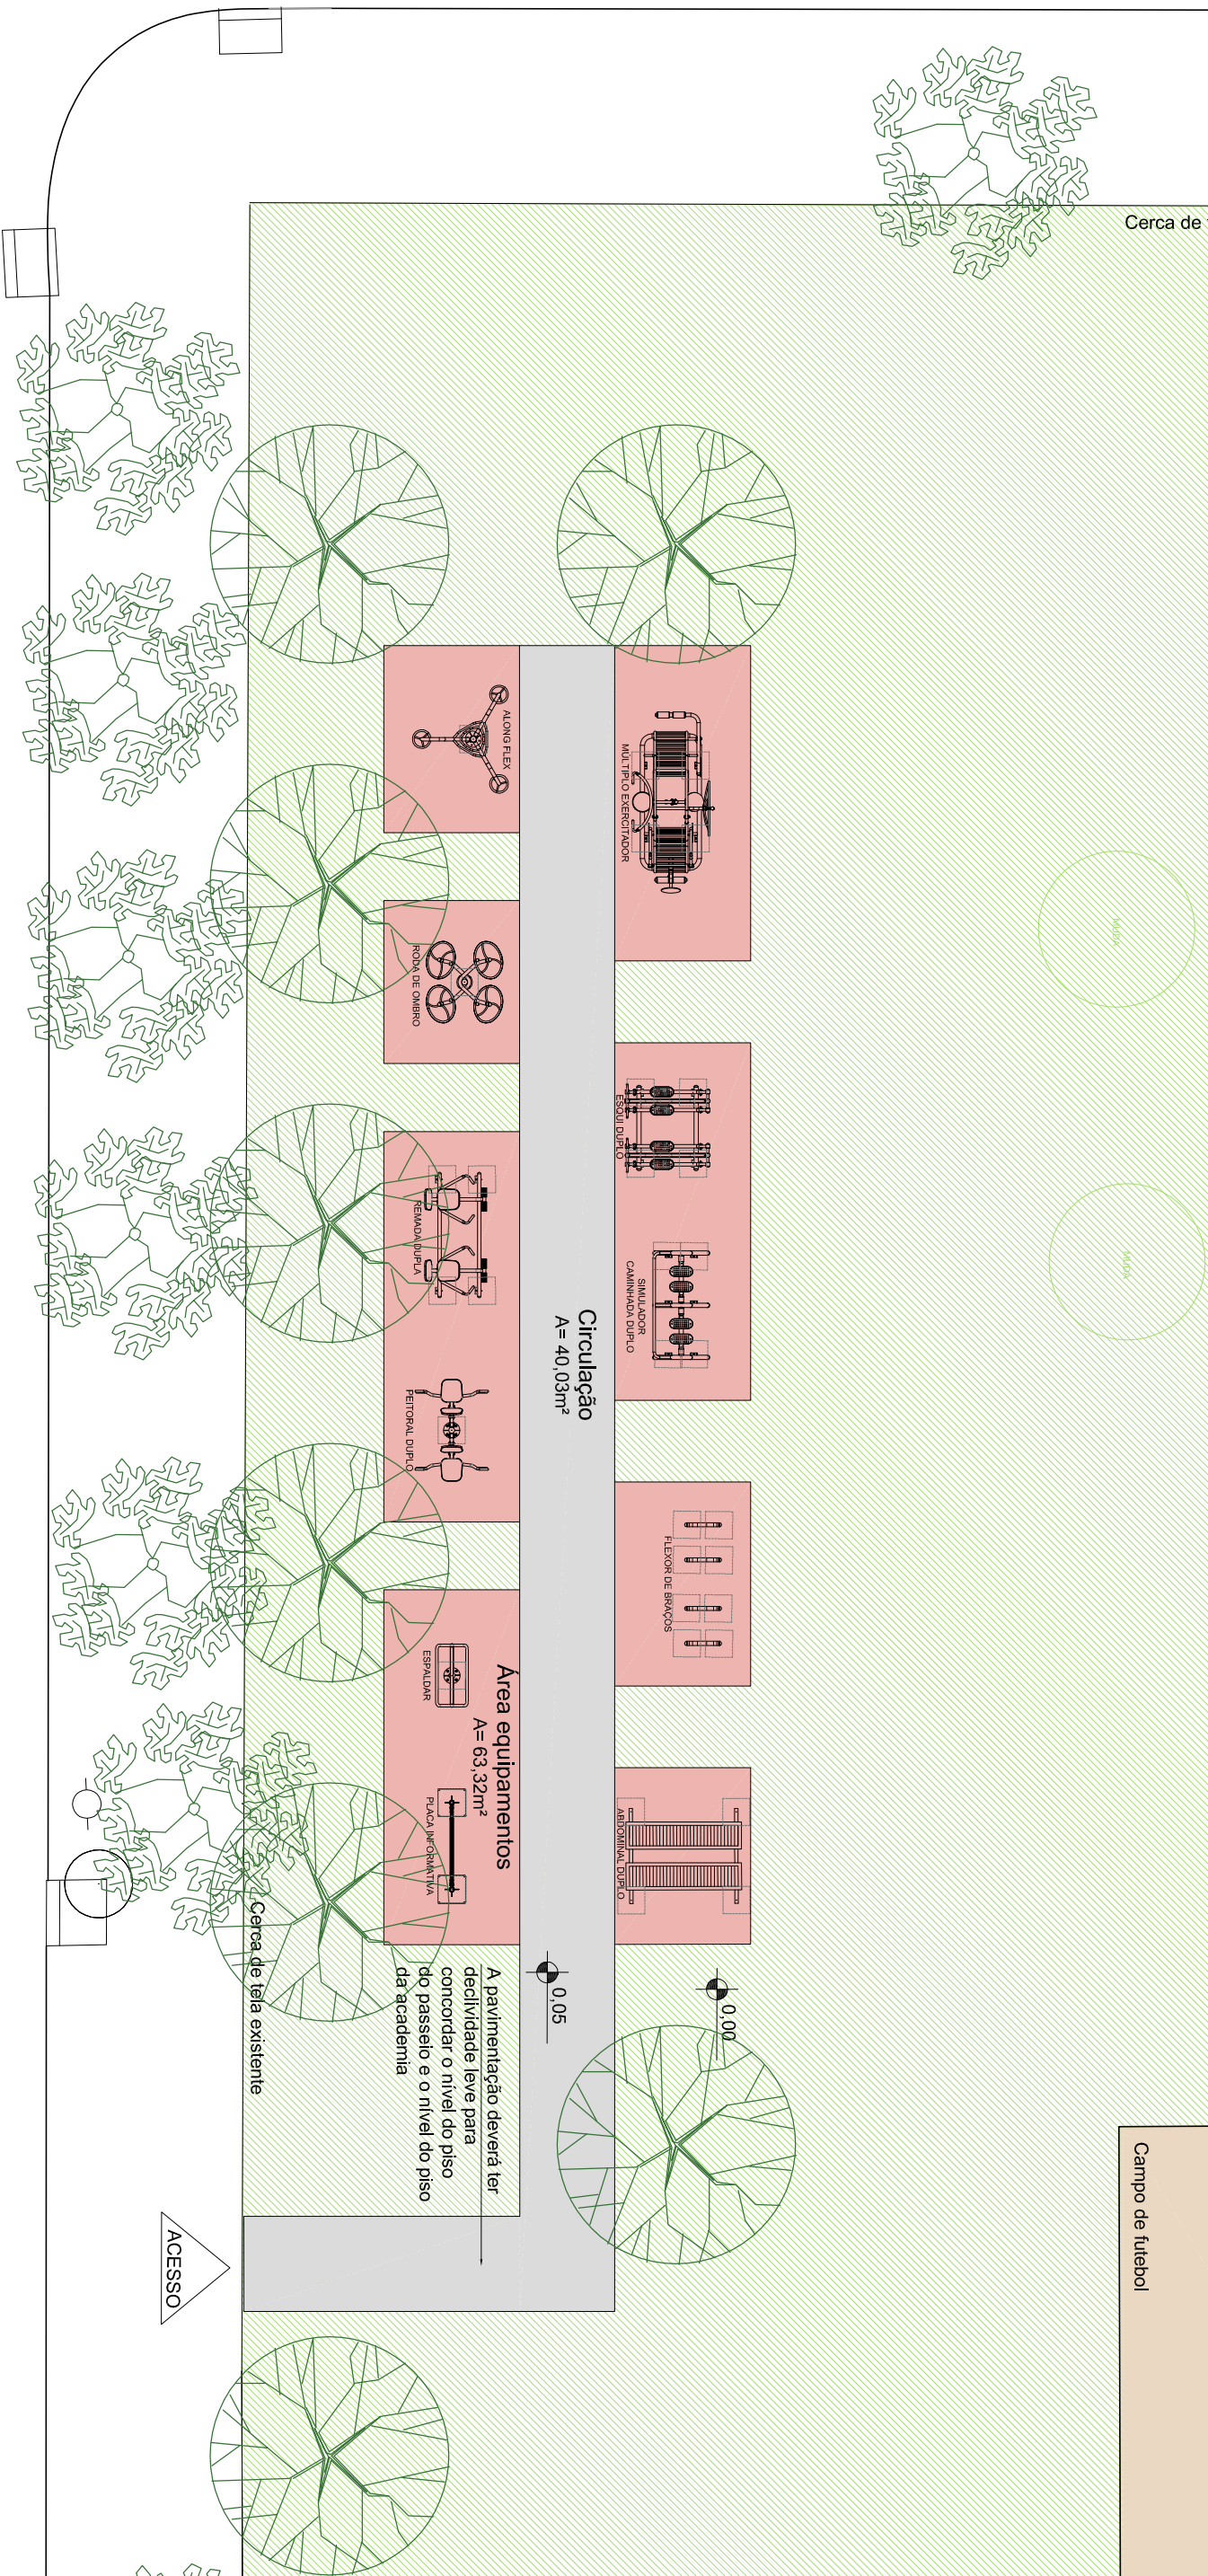 Cerca de
ALONG FLEX
MÚLTIPLO EXERCITADOR
RODA DE OMBRO
ESQUI DUPLO
REMADA DUPLA
SIMULADOR
CAMINHADA DUPLO
PEITORAL DUPLO
Circulação
A= 40,03m²
FLEXOR DE BRAÇOS
ESPALDAR
Área equipamentos
A= 63,32m²
PLACA INFORMATIVA
ABDOMINAL DUPLO
Cerca de tela existente
A pavimentação deverá ter
declividade leve para
concordar o nível do piso
do passeio e o nível do piso
da academia
0,05
0,00
Campo de futebol
ACESSO